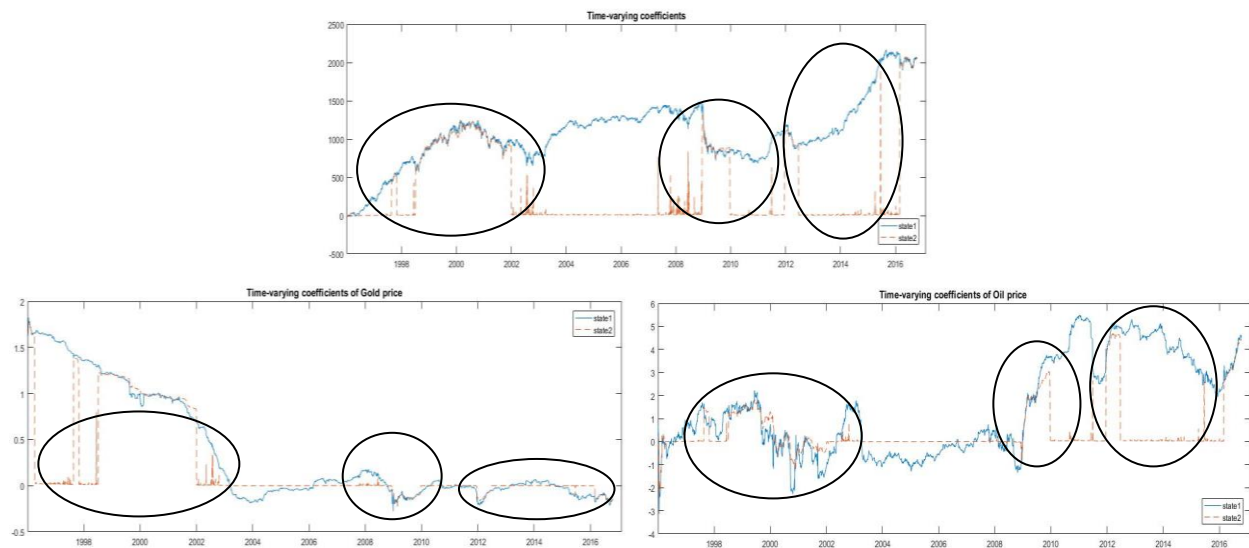 Time-varying coefficients
2500
2000
1500
1000
500
0
-500
1998 2000 2002 2004 2006 2008 2010 2012 2014 2016
state1
state2
Time-varying coefficients of Gold price
2
1.5
1
0.5
0
-0.5
1998 2000 2002 2004 2006 2008 2010 2012 2014 2016
state1
state2
Time-varying coefficients of Oil price
6
5
4
3
2
1
0
-1
-2
-3
-4
1998 2000 2002 2004 2006 2008 2010 2012 2014 2016
state1
state2